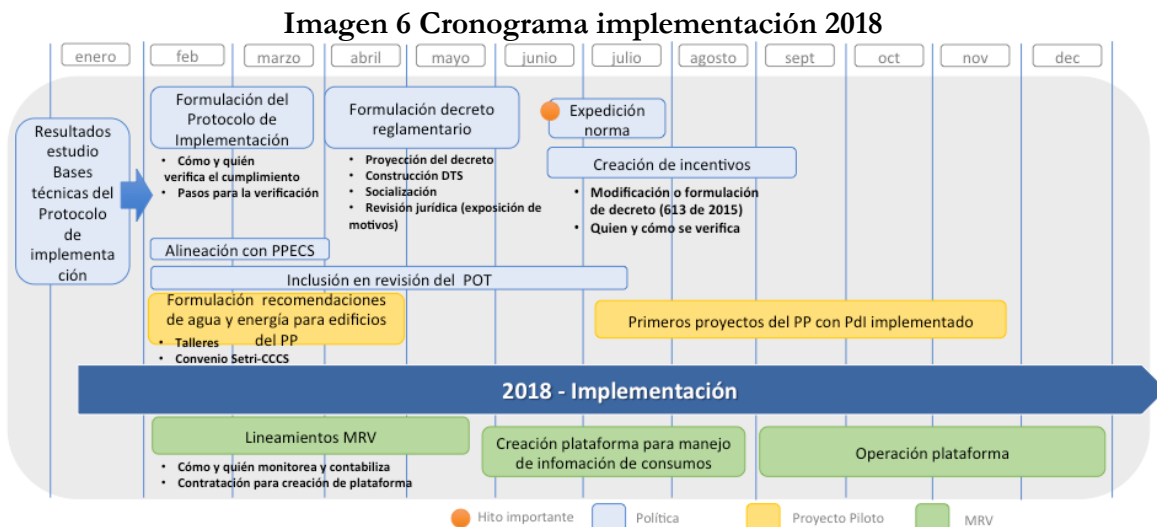 Imagen 6 Cronograma implementación 2018
enero
feb
marzo
abril
mayo
junio
julio
agosto
sept
oct
nov
dec
Resultados
estudio
Bases
técnicas del
Protocolo
de
implementa
ción
Formulación del
Protocolo de
Implementación
• Cómo y quién
verifica el cumplimiento
• Pasos para la verificación
Formulación decreto
reglamentario
• Proyección del decreto
• Construcción DTS
• Socialización
• Revisión jurídica (exposición de
motivos)
Expedición
norma
Creación de incentivos
• Modificación o formulación
de decreto (613 de 2015)
• Quien y cómo se verifica
Alineación con PPECS
Inclusión en revisión del POT
Formulación recomendaciones
de agua y energía para edificios
del PP
• Talleres
• Convenio Setri-CCCS
Primeros proyectos del PP con PdI implementado
2018 - Implementación
Lineamientos MRV
• Cómo y quién monitorea y contabiliza
• Contratación para creación de plataforma
Creación plataforma para manejo
de infomación de consumos
Operación plataforma
Hito importante
Política
Proyecto Piloto
MRV